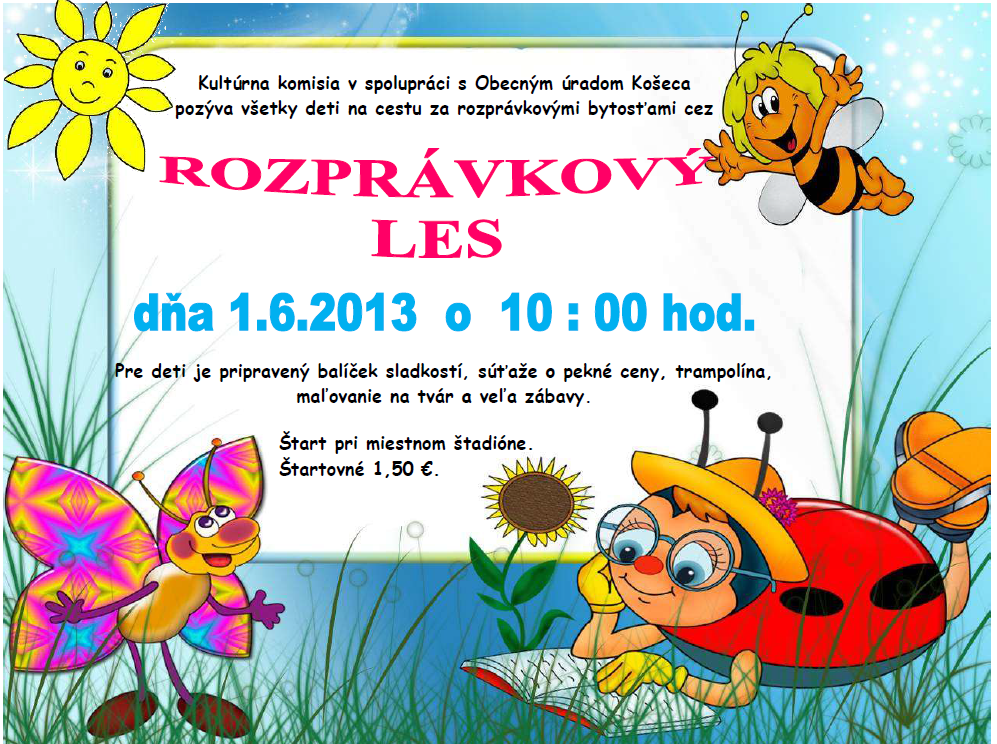 Kultúrna komisia v spolupráci s Obecným úradom Košeca
pozýva všetky deti na cestu za rozprávkovými bytosťami cez
ROZPRÁVKOVÝ
LES
dňa 1.6.2013 o 10 : 00 hod.
Pre deti je pripravený balíček sladkostí, súťaže o pekné ceny, trampolína,
maľovanie na tvár a veľa zábavy.
Štart pri miestnom štadióne.
Štartovné 1,50 €.